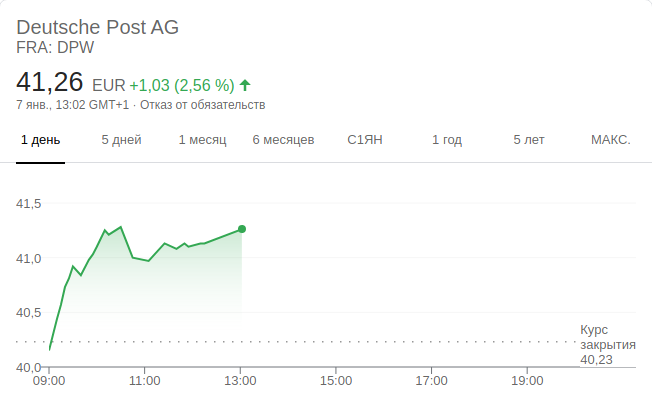 Deutsche Post AG
FRA: DPW
41,26 EUR +1,03 (2,56 %)
7 янв., 13:02 GMT+1 · Отказ от обязательств
1 день 5 дней 1 месяц 6 месяцев С1ЯН 1 год 5 лет МАКС.
41,5
41,0
40,5
Курс
закрытия
40,23
40,0
09:00 11:00 13:00 15:00 17:00 19:00